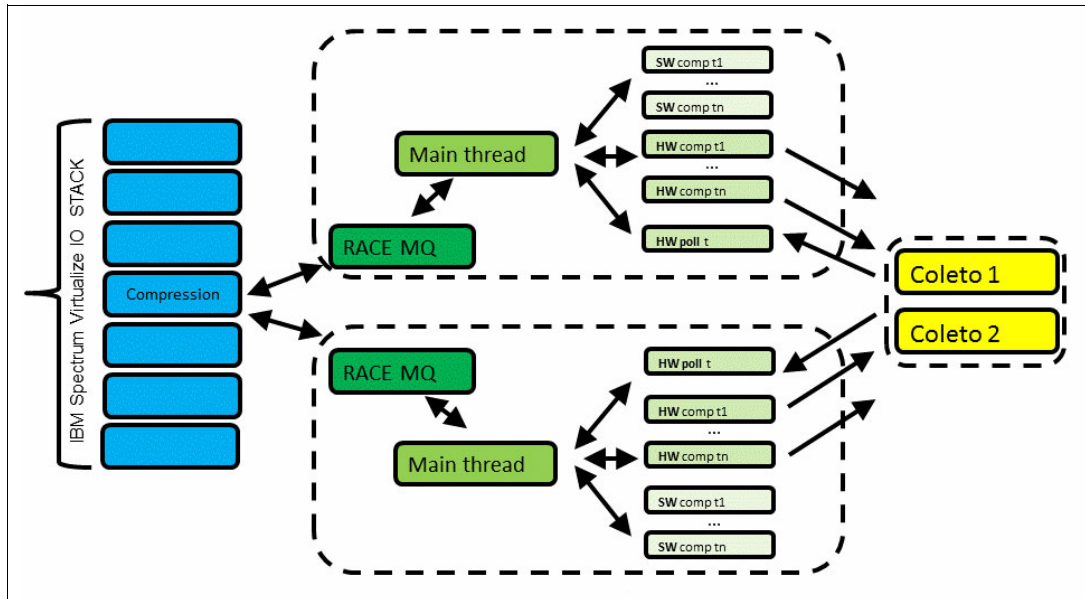 IBM Spectrum Virtualize IO STACK
Compression
RACE MQ
Main thread
SW comp t1
...
SW comp tn
HW comp t1
...
HW comp tn
HW poll t
RACE MQ
Main thread
HW poll t
HW comp t1
...
HW comp tn
SW comp t1
...
SW comp tn
Coleto 1
Coleto 2